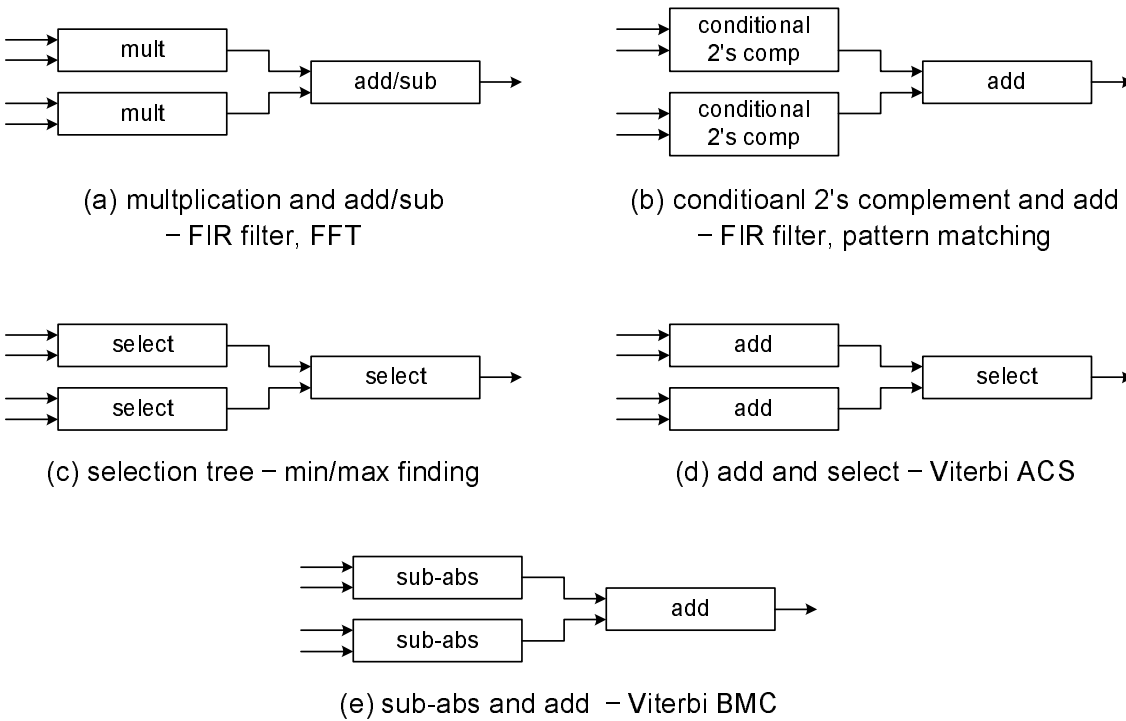 mult
mult
add/sub
(a) multplication and add/sub
– FIR filter, FFT
conditional
2's comp
conditional
2's comp
add
(b) conditioanl 2's complement and add
– FIR filter, pattern matching
select
select
select
(c) selection tree – min/max finding
add
add
select
(d) add and select – Viterbi ACS
sub-abs
sub-abs
add
(e) sub-abs and add – Viterbi BMC